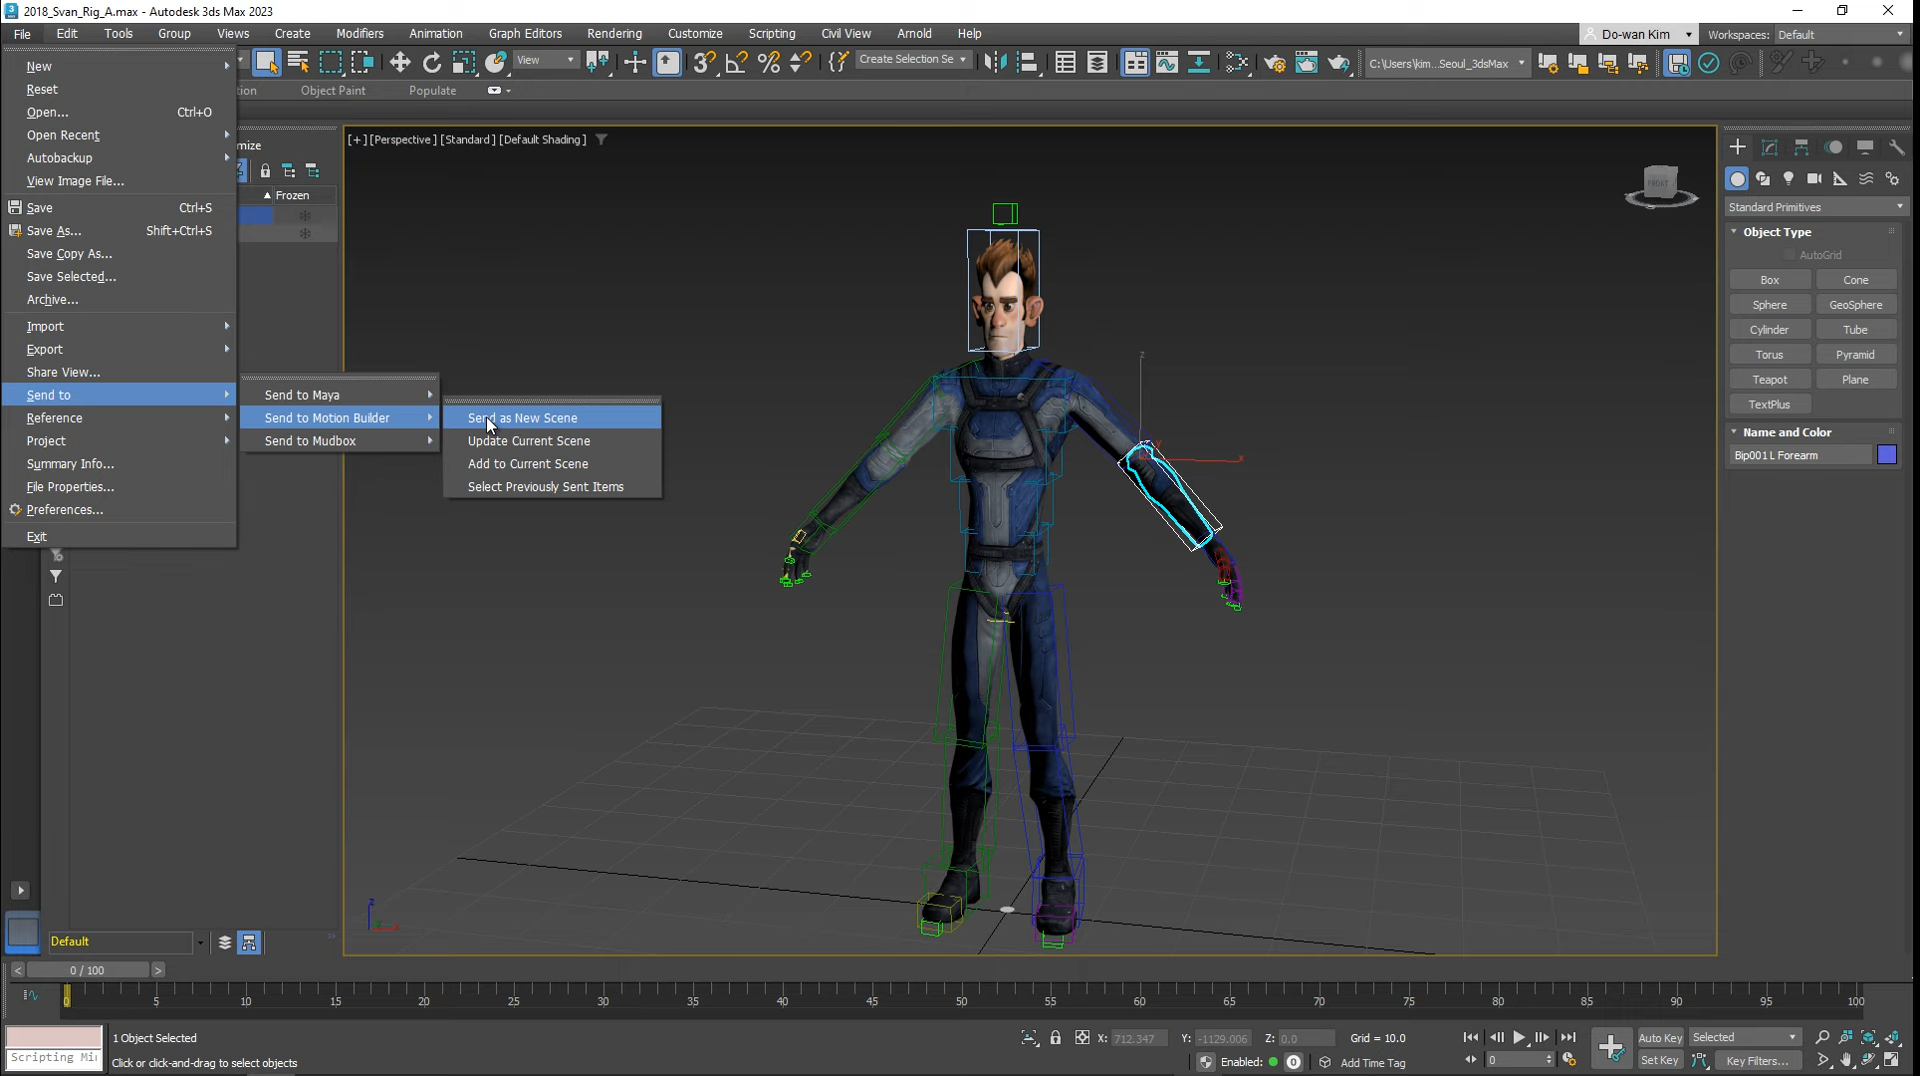 2018_Svan_Rig_A.max - Autodesk 3ds Max 2023
File Edit Tools Group Views Create Modifiers Animation Graph Editors Rendering Customize Scripting Civil View Arnold Help
Do-wan Kim Workspaces: Default
View Create Selection Se C:\Users\kim...Seoul_3dsMax
Object Paint Populate
New
Reset
Open... Ctrl+O
Open Recent
Autobackup
View Image File...
Save Ctrl+S
Save As... Shift+Ctrl+S
Save Copy As...
Save Selected...
Archive...
Import
Export
Share View...
Send to
Reference
Project
Summary Info...
File Properties...
Preferences...
Exit
Send to Maya
Send to Motion Builder
Send to Mudbox
Send as New Scene
Update Current Scene
Add to Current Scene
Select Previously Sent Items
mize
Frozen
[+] [Perspective] [Standard] [Default Shading]
FRONT
z
y
x
Standard Primitives
Object Type
AutoGrid
Box Cone
Sphere GeoSphere
Cylinder Tube
Torus Pyramid
Teapot Plane
TextPlus
Name and Color
Bip001 L Forearm
Default
0 / 100
0 5 10 15 20 25 30 35 40 45 50 55 60 65 70 75 80 85 90 95 100
1 Object Selected
Scripting Mi
Click or click-and-drag to select objects
X: 712.347 Y: -1129.006 Z: 0.0 Grid = 10.0
Enabled: 0 Add Time Tag
0
Auto Key Selected
Set Key Key Filters...